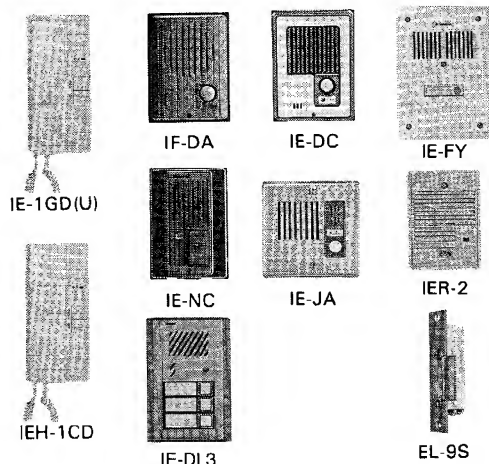 IF-DA
IE-DC
IE-FY
IE-1GD(U)
IE-NC
IE-JA
IER-2
IEH-1CD
IF-DL3
EL-9S